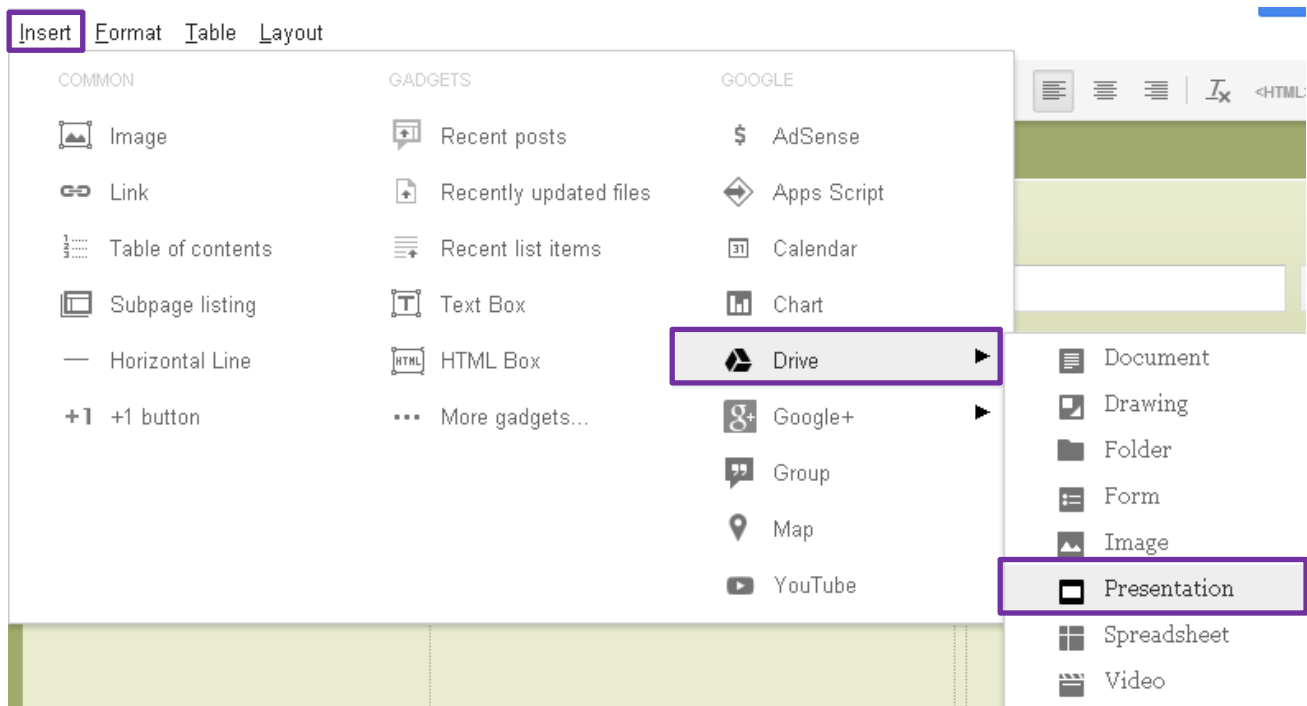 Insert Format Table Layout
COMMON
Image
Link
Table of contents
Subpage listing
Horizontal Line
+1 +1 button
GADGETS
Recent posts
Recently updated files
Recent list items
Text Box
HTML HTML Box
More gadgets...
GOOGLE
$ AdSense
Apps Script
31 Calendar
Chart
Drive
g+ Google+
Group
Map
YouTube
<HTML>
Document
Drawing
Folder
Form
Image
Presentation
Spreadsheet
Video